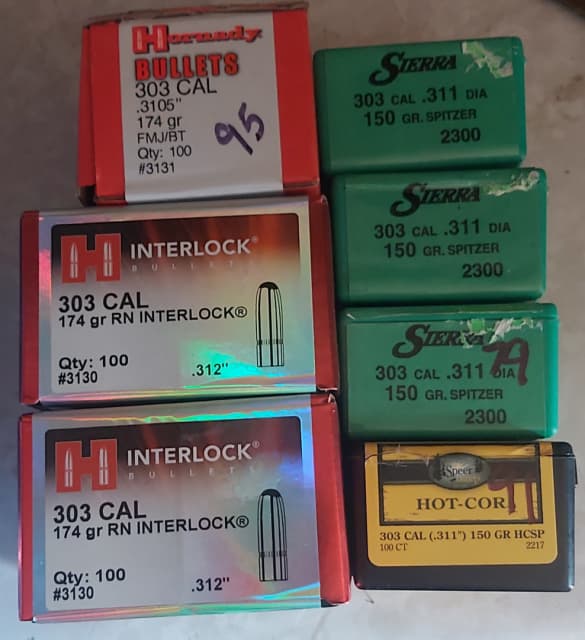 Hornady
BULLETS
303 CAL
.3105"
174 gr
FMJ/BT
Qty: 100
#3131
95
H INTERLOCK®
BULLETS
303 CAL
174 gr RN INTERLOCK®
Qty: 100
#3130
.312"
H INTERLOCK®
BULLETS
303 CAL
174 gr RN INTERLOCK®
Qty: 100
#3130
.312"
SIERRA
303 CAL .311 DIA
150 GR. SPITZER
2300
SIERRA
303 CAL .311 DIA
150 GR. SPITZER
2300
SIERRA
303 CAL .311 DIA
79
150 GR. SPITZER
2300
Speer
HOT-COR
303 CAL (.311") 150 GR HCSP
100 CT 2217